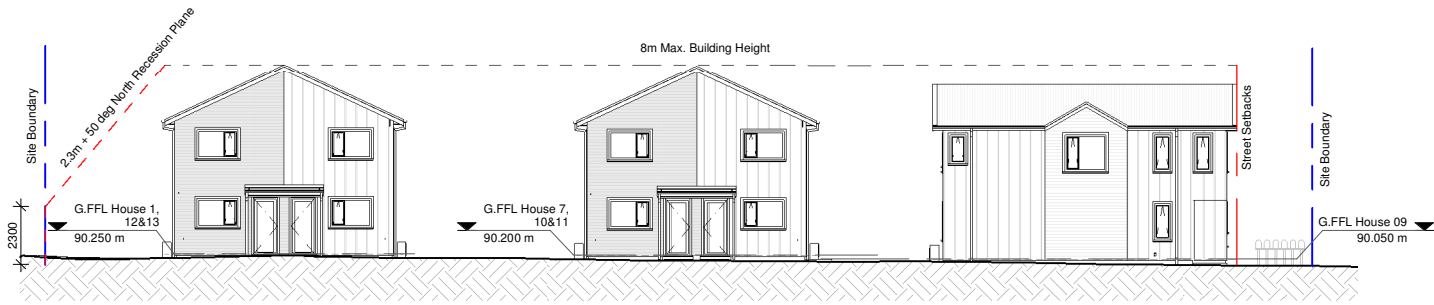 8m Max. Building Height
2.3m + 50 deg North Recession Plane
Site Boundary
Street Setbacks
Site Boundary
2300
G.FFL House 1,
12&13
90.250 m
G.FFL House 7,
10&11
90.200 m
G.FFL House 09
90.050 m